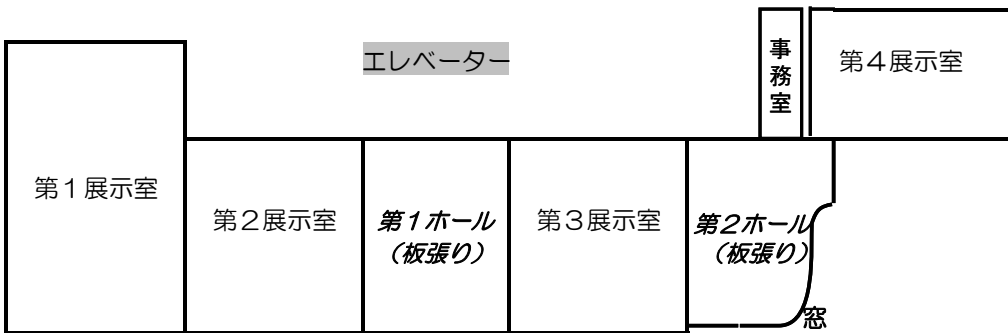 エレベーター
事務室
第４展示室
第１展示室
第２展示室
第１ホール
（板張り）
第３展示室
第２ホール
（板張り）
窓